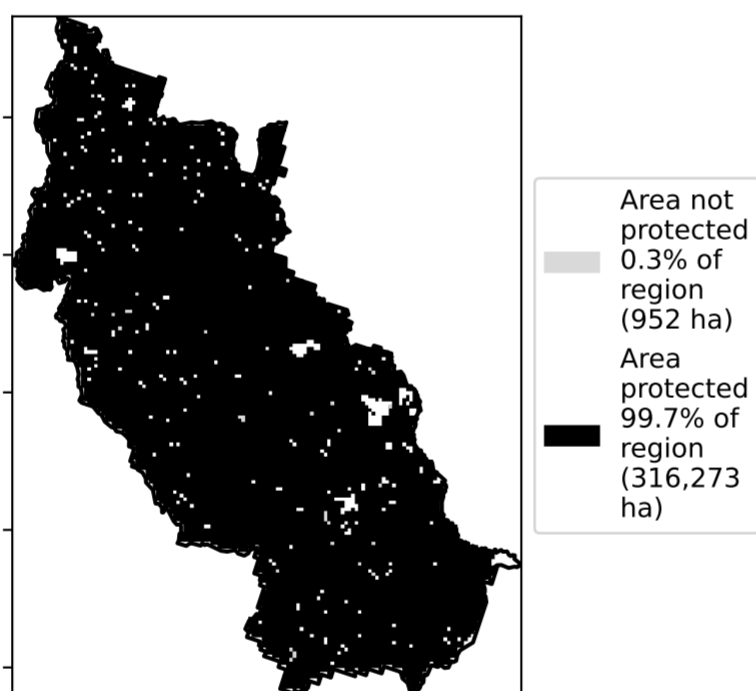 Area not
protected
0.3% of
region
(952 ha)
Area
protected
99.7% of
region
(316,273
ha)